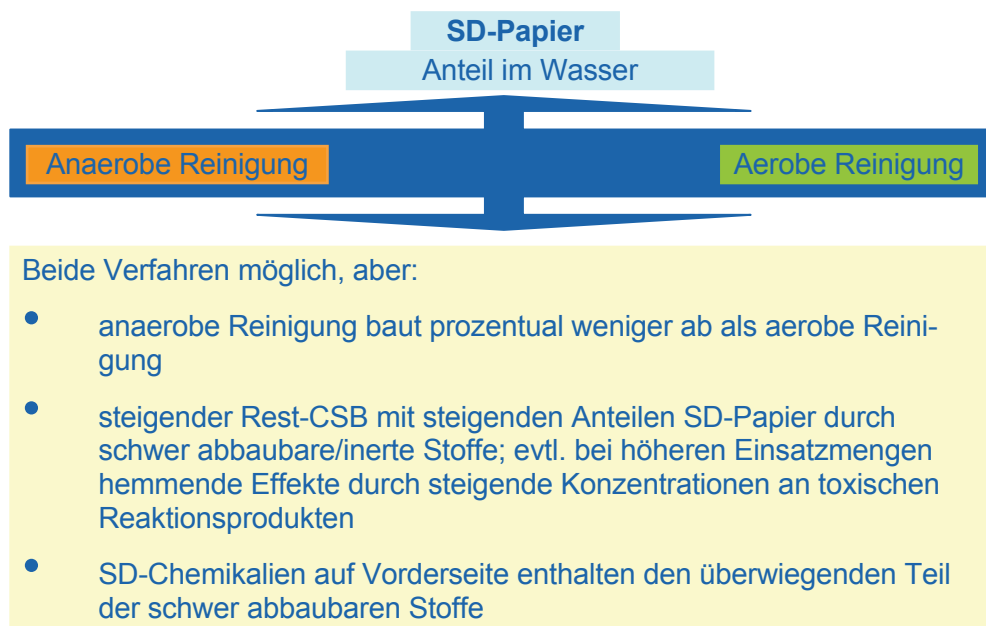 SD-Papier
Anteil im Wasser
Anaerobe Reinigung
Aerobe Reinigung
Beide Verfahren möglich, aber:
• anaerobe Reinigung baut prozentual weniger ab als aerobe Reini-
gung
• steigender Rest-CSB mit steigenden Anteilen SD-Papier durch
schwer abbaubare/inerte Stoffe; evtl. bei höheren Einsatzmengen
hemmende Effekte durch steigende Konzentrationen an toxischen
Reaktionsprodukten
• SD-Chemikalien auf Vorderseite enthalten den überwiegenden Teil
der schwer abbaubaren Stoffe